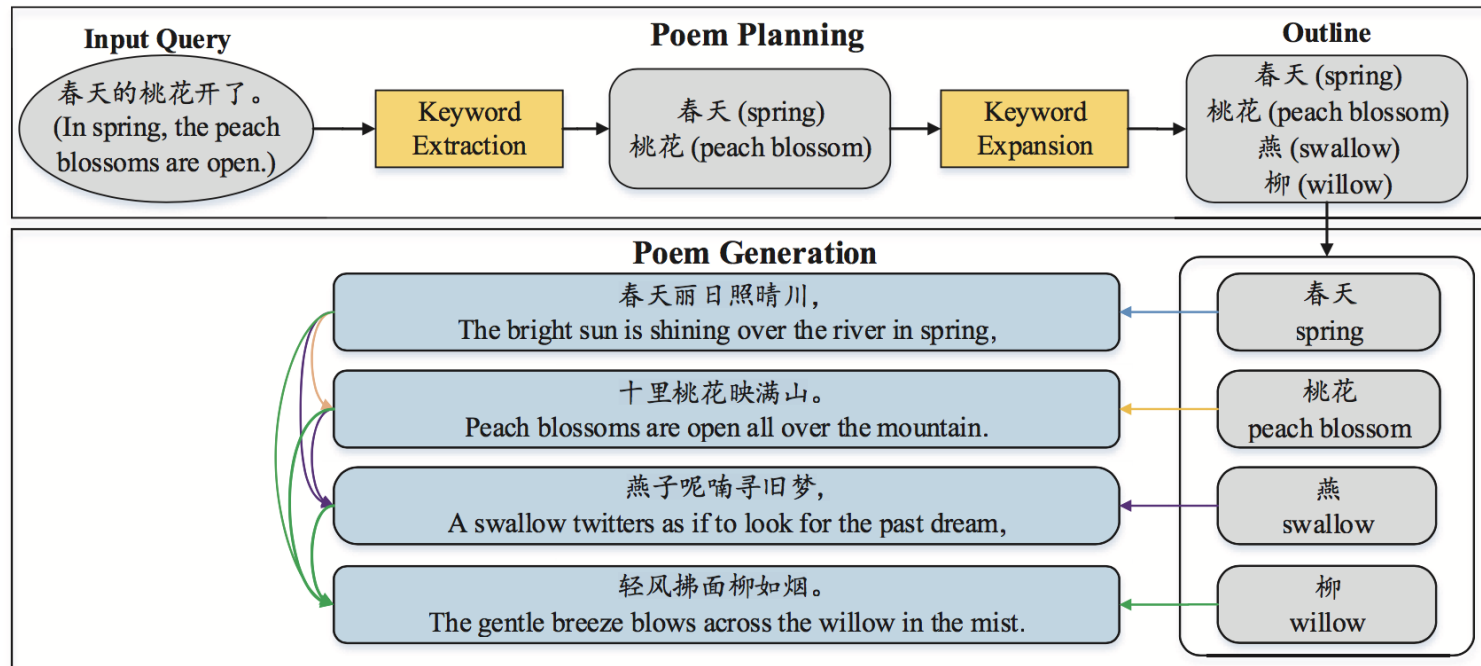 Poem Planning
Input Query
春天的桃花开了。
(In spring, the peach
blossoms are open.)
Keyword
Extraction
春天 (spring)
桃花 (peach blossom)
Keyword
Expansion
Outline
春天 (spring)
桃花 (peach blossom)
燕 (swallow)
柳 (willow)
Poem Generation
春天丽日照晴川，
The bright sun is shining over the river in spring,
春天
spring
十里桃花映满山。
Peach blossoms are open all over the mountain.
桃花
peach blossom
燕子呢喃寻旧梦，
A swallow twitters as if to look for the past dream,
燕
swallow
轻风拂面柳如烟。
The gentle breeze blows across the willow in the mist.
柳
willow